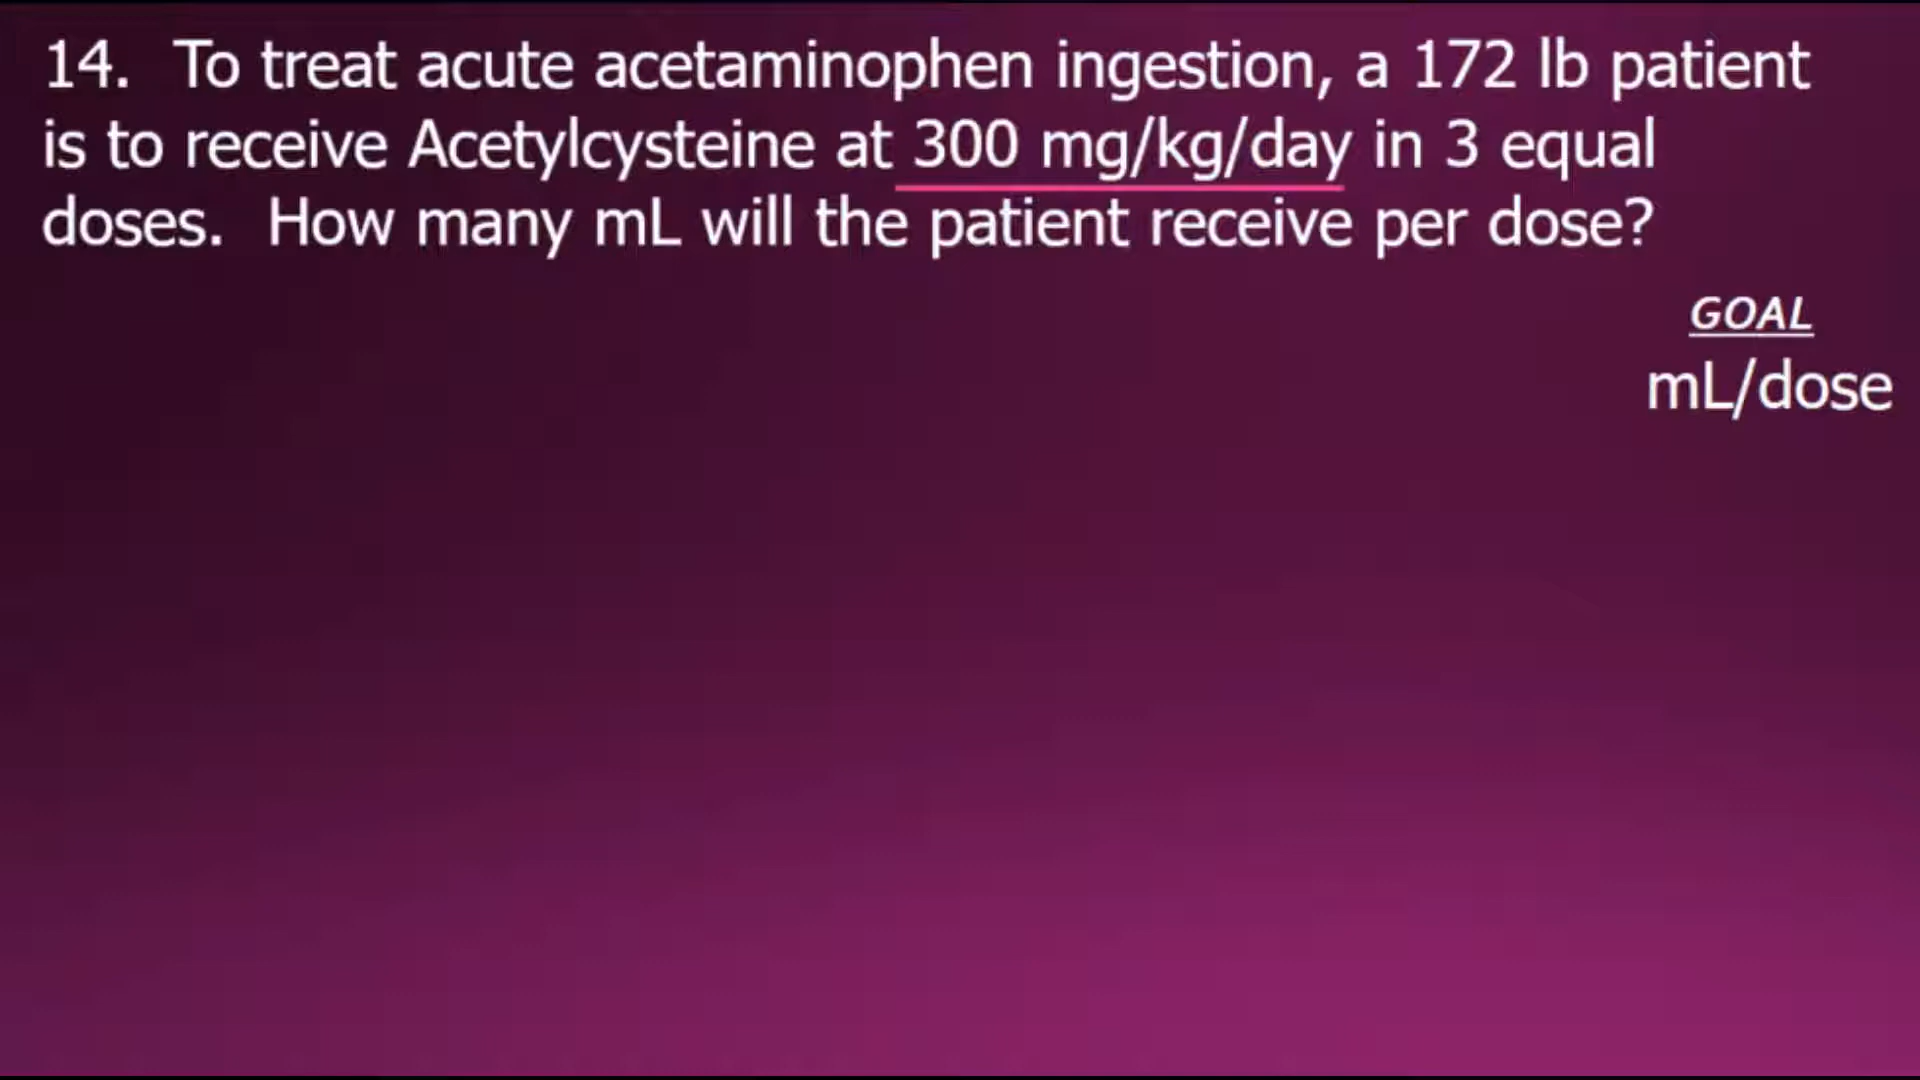 14. To treat acute acetaminophen ingestion, a 172 lb patient
is to receive Acetylcysteine at 300 mg/kg/day in 3 equal
doses. How many mL will the patient receive per dose?
GOAL
mL/dose